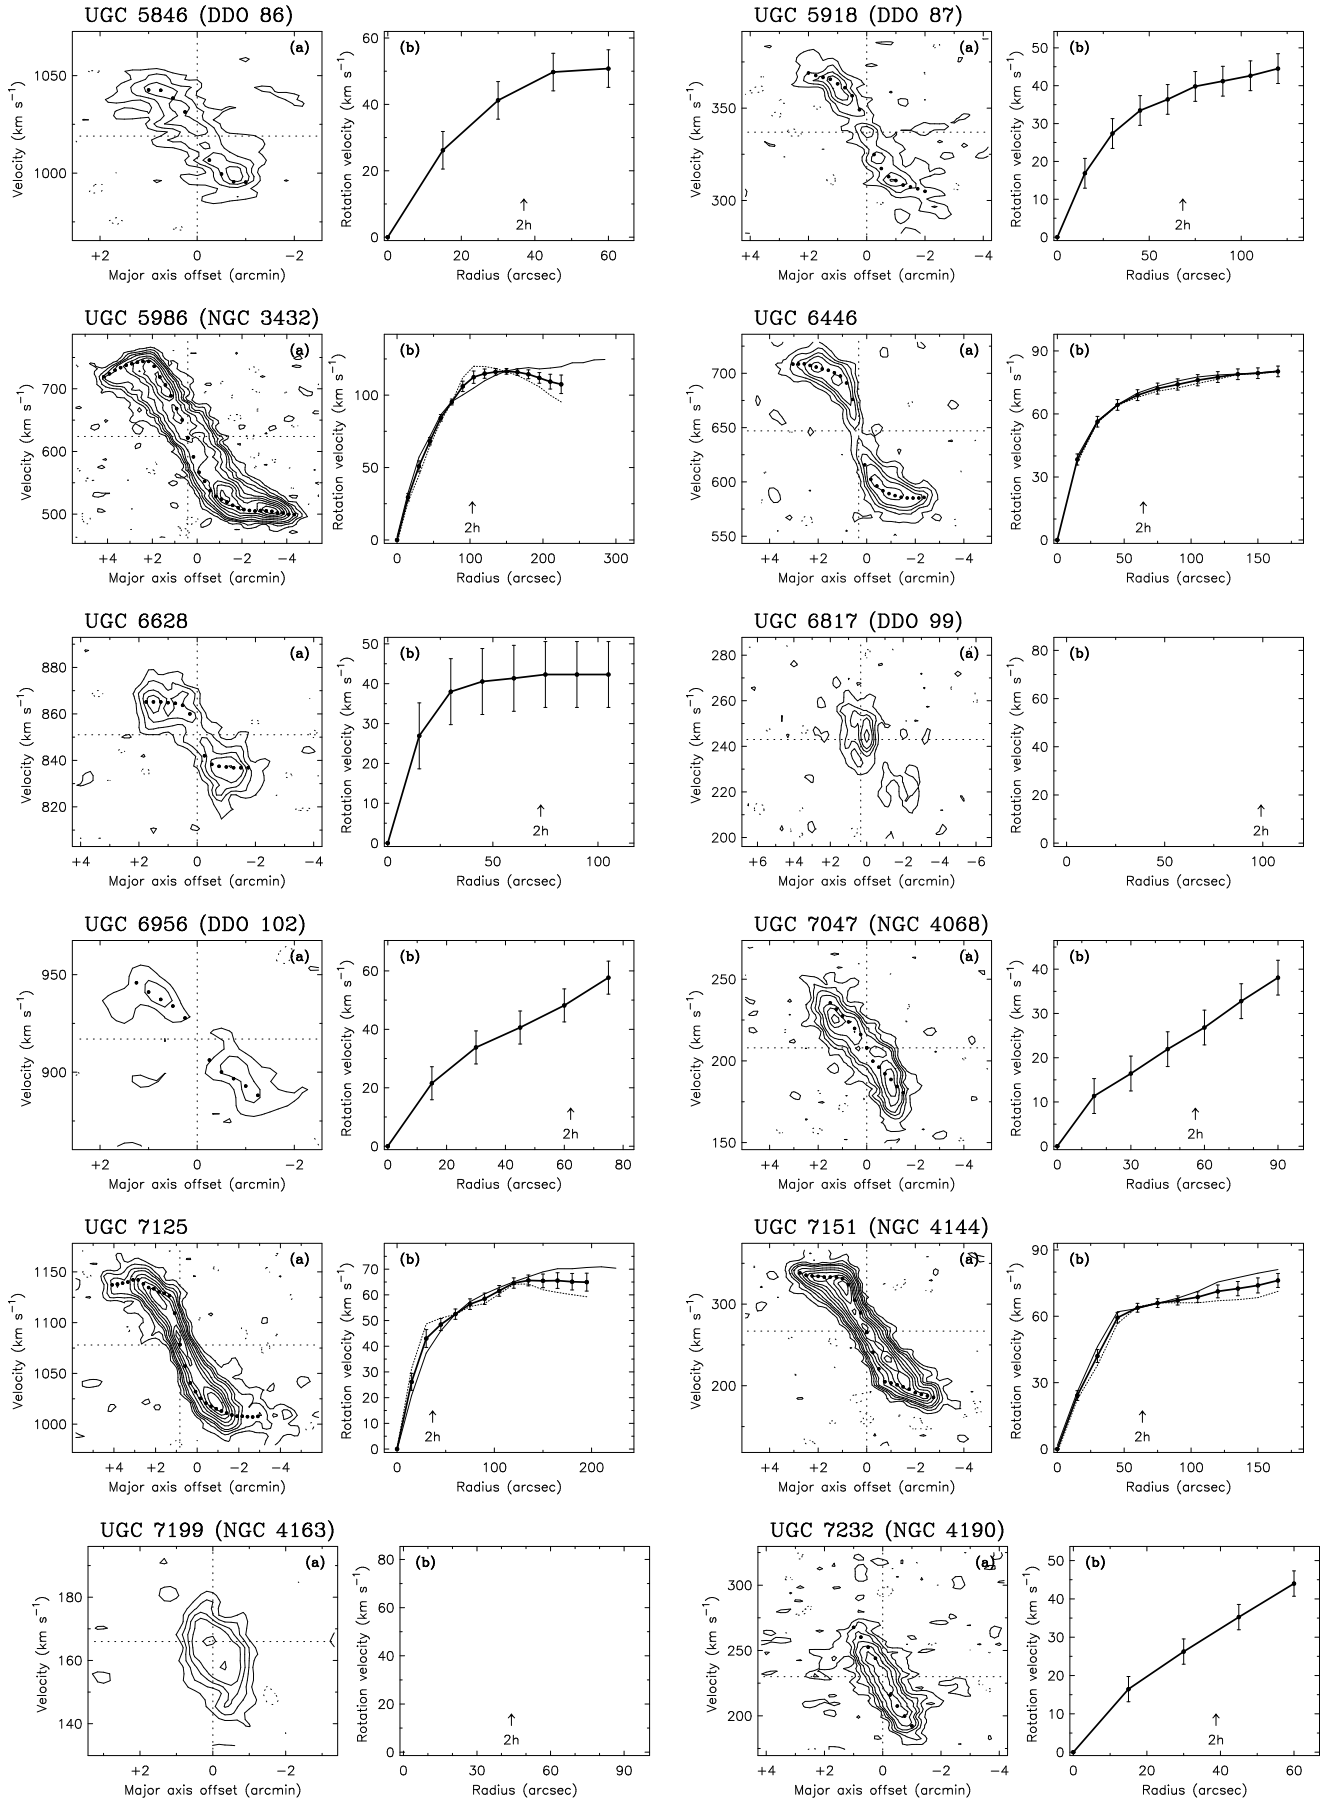 UGC 5846 (DDO 86)
(a)
Velocity (km s⁻¹)
1050
1000
+2 0 −2
Major axis offset (arcmin)
(b)
Rotation velocity (km s⁻¹)
60
40
20
0
2h
0 20 40 60
Radius (arcsec)
UGC 5918 (DDO 87)
(a)
Velocity (km s⁻¹)
350
300
+4 +2 0 −2 −4
Major axis offset (arcmin)
(b)
Rotation velocity (km s⁻¹)
50
40
30
20
10
0
2h
0 50 100
Radius (arcsec)
UGC 5986 (NGC 3432)
(a)
Velocity (km s⁻¹)
700
600
500
+4 +2 0 −2 −4
Major axis offset (arcmin)
(b)
Rotation velocity (km s⁻¹)
100
50
0
2h
0 100 200 300
Radius (arcsec)
UGC 6446
(a)
Velocity (km s⁻¹)
700
650
600
550
+4 +2 0 −2 −4
Major axis offset (arcmin)
(b)
Rotation velocity (km s⁻¹)
90
60
30
0
2h
0 50 100 150
Radius (arcsec)
UGC 6628
(a)
Velocity (km s⁻¹)
880
860
840
820
+4 +2 0 −2 −4
Major axis offset (arcmin)
(b)
Rotation velocity (km s⁻¹)
50
40
30
20
10
0
2h
0 50 100
Radius (arcsec)
UGC 6817 (DDO 99)
(a)
Velocity (km s⁻¹)
280
260
240
220
200
+6 +4 +2 0 −2 −4 −6
Major axis offset (arcmin)
(b)
Rotation velocity (km s⁻¹)
80
60
40
20
0
2h
0 50 100
Radius (arcsec)
UGC 6956 (DDO 102)
(a)
Velocity (km s⁻¹)
950
900
+2 0 −2
Major axis offset (arcmin)
(b)
Rotation velocity (km s⁻¹)
60
40
20
0
2h
0 20 40 60 80
Radius (arcsec)
UGC 7047 (NGC 4068)
(a)
Velocity (km s⁻¹)
250
200
150
+4 +2 0 −2 −4
Major axis offset (arcmin)
(b)
Rotation velocity (km s⁻¹)
40
30
20
10
0
2h
0 30 60 90
Radius (arcsec)
UGC 7125
(a)
Velocity (km s⁻¹)
1150
1100
1050
1000
+4 +2 0 −2 −4
Major axis offset (arcmin)
(b)
Rotation velocity (km s⁻¹)
70
60
50
40
30
20
10
0
2h
0 100 200
Radius (arcsec)
UGC 7151 (NGC 4144)
(a)
Velocity (km s⁻¹)
300
200
+4 +2 0 −2 −4
Major axis offset (arcmin)
(b)
Rotation velocity (km s⁻¹)
90
60
30
0
2h
0 50 100 150
Radius (arcsec)
UGC 7199 (NGC 4163)
(a)
Velocity (km s⁻¹)
180
160
140
+2 0 −2
Major axis offset (arcmin)
(b)
Rotation velocity (km s⁻¹)
80
60
40
20
0
2h
0 30 60 100
Radius (arcsec)
UGC 7232 (NGC 4190)
(a)
Velocity (km s⁻¹)
300
250
200
+4 +2 0 −2 −4
Major axis offset (arcmin)
(b)
Rotation velocity (km s⁻¹)
50
40
30
20
10
0
2h
0 20 40 60
Radius (arcsec)